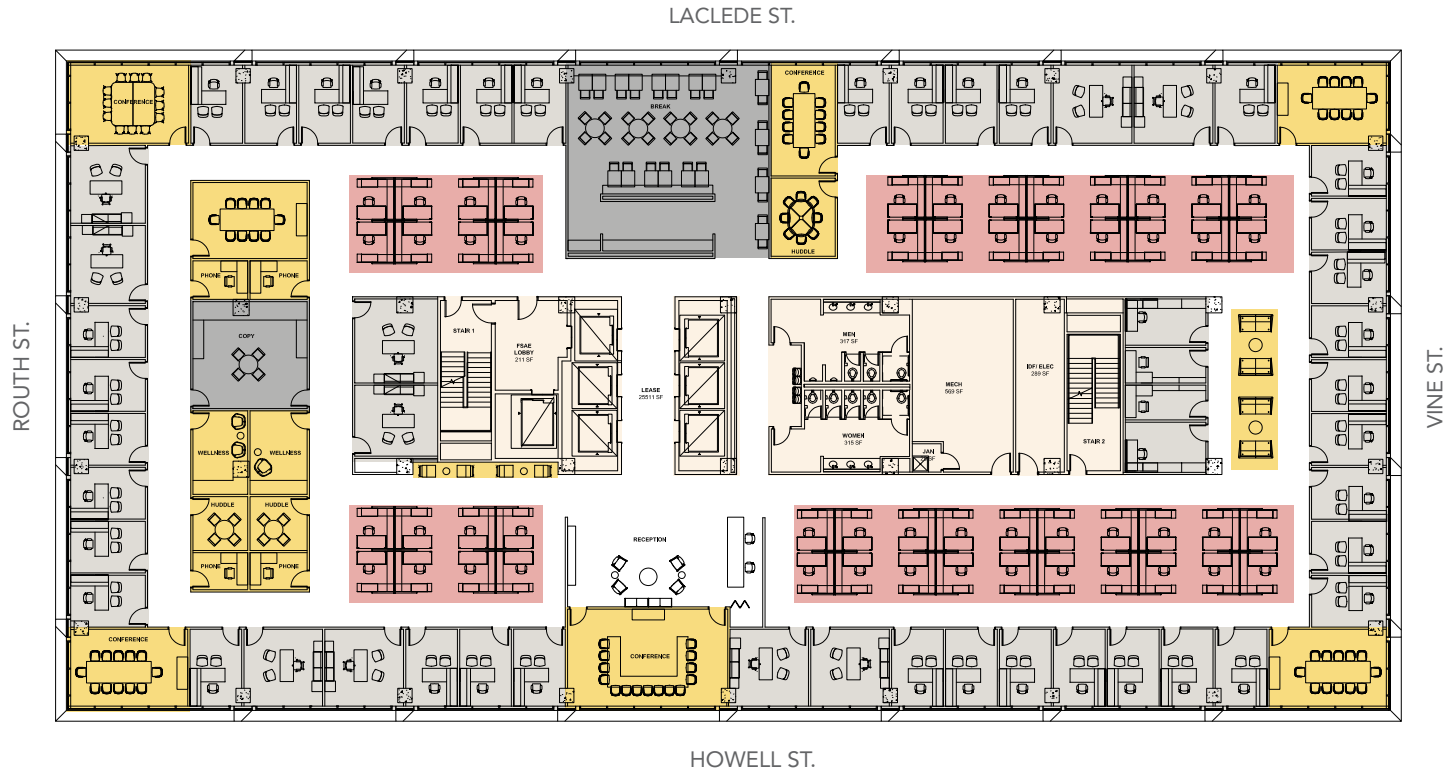 LACLEDE ST.
CONFERENCE
CONFERENCE
BREAK
HUDDLE
PHONE
PHONE
COPY
STAIR 1
FSAE
LOBBY
211 SF
LEASE
25511 SF
MEN
317 SF
MECH
569 SF
IDF/ ELEC
289 SF
WOMEN
315 SF
JAN
SF
STAIR 2
ROUTH ST.
VINE ST.
WELLNESS
WELLNESS
HUDDLE
HUDDLE
PHONE
PHONE
RECEPTION
CONFERENCE
CONFERENCE
HOWELL ST.